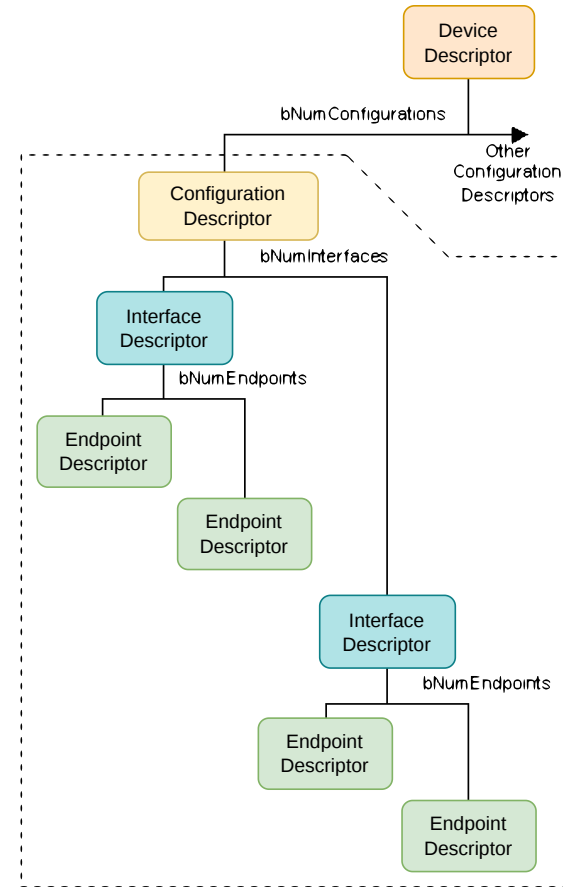 Device
Descriptor
bNumConfigurations
Other
Configuration
Descriptors
Configuration
Descriptor
bNumInterfaces
Interface
Descriptor
bNumEndpoints
Endpoint
Descriptor
Endpoint
Descriptor
Interface
Descriptor
bNumEndpoints
Endpoint
Descriptor
Endpoint
Descriptor